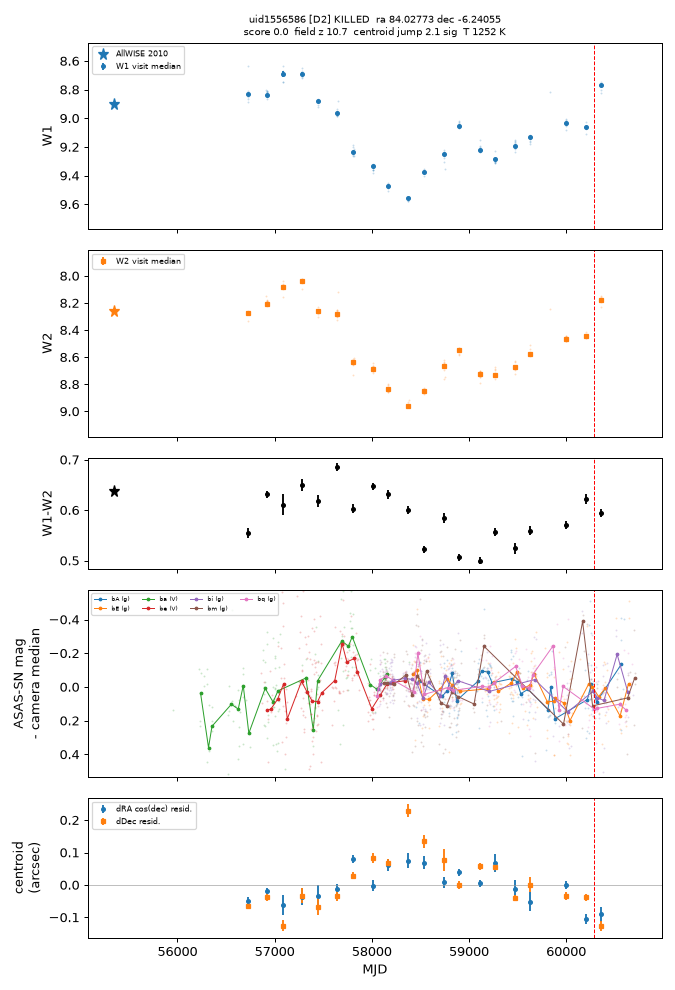 uid1556586 [D2] KILLED ra 84.02773 dec -6.24055
score 0.0 field z 10.7 centroid jump 2.1 sig T 1252 K
AllWISE 2010
W1 visit median
W1
8.6
8.8
9.0
9.2
9.4
9.6
W2 visit median
W2
8.0
8.2
8.4
8.6
8.8
9.0
W1-W2
0.7
0.6
0.5
bA (g)
bE (g)
ba (V)
be (V)
bi (g)
bm (g)
bq (g)
ASAS-SN mag
- camera median
−0.4
−0.2
0.0
0.2
0.4
dRA cos(dec) resid.
dDec resid.
centroid
(arcsec)
0.2
0.1
0.0
−0.1
56000
57000
58000
59000
60000
MJD